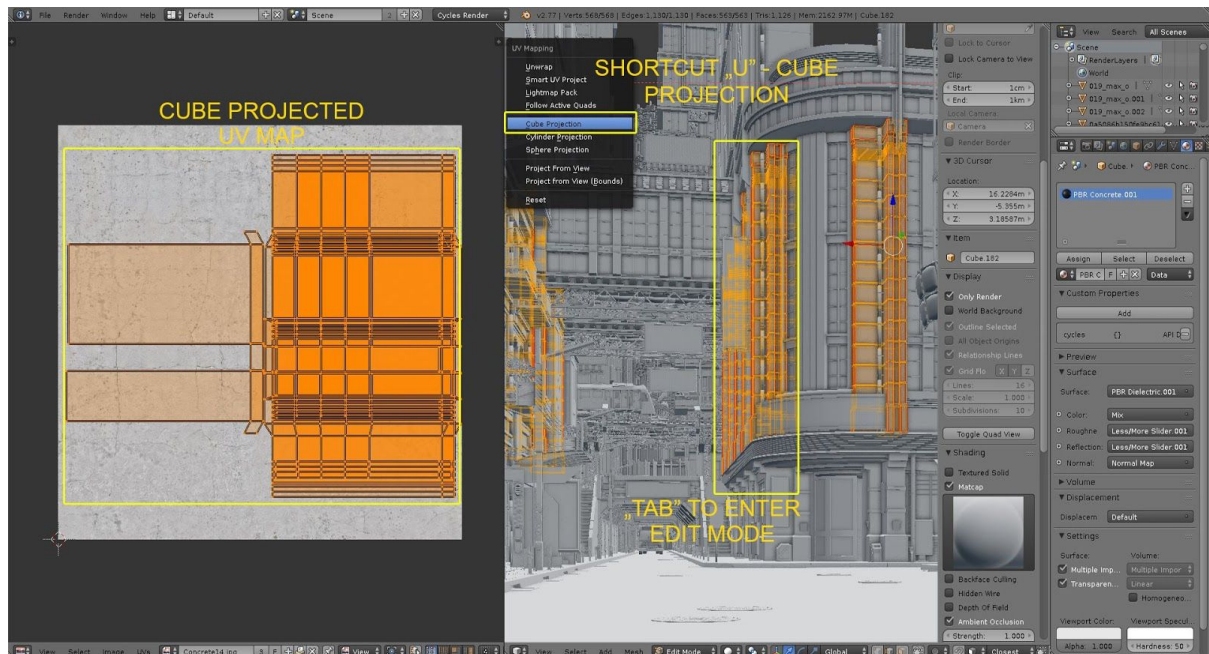 File Render Window Help Default Scene 2 Cycles Render v2.77 | Verts:568/568 | Edges:1,130/1,130 | Faces:563/563 | Tris:1,126 | Mem:2162.97M | Cube.182
CUBE PROJECTED
UV MAP
UV Mapping
Unwrap
Smart UV Project
Lightmap Pack
Follow Active Quads
Cube Projection
Cylinder Projection
Sphere Projection
Project From View
Project from View (Bounds)
Reset
SHORTCUT „U" - CUBE
PROJECTION
„TAB" TO ENTER
EDIT MODE
Lock to Cursor
Lock Camera to View
Clip:
Start: 1cm
End: 1km
Local Camera:
Camera
Render Border
3D Cursor
Location:
X: 16.2284m
Y: -5.355m
Z: 3.18587m
Item
Cube.182
Display
Only Render
World Background
Outline Selected
All Object Origins
Relationship Lines
Grid Flo X Y Z
Lines: 16
Scale: 1.000
Subdivisions: 10
Toggle Quad View
Shading
Textured Solid
Matcap
Backface Culling
Hidden Wire
Depth Of Field
Ambient Occlusion
Strength: 1.000
View Search All Scenes
Scene
RenderLayers
World
019_max_o
019_max_o.001
019_max_o.002
Cube. PBR Conc...
PBR Concrete.001
Assign Select Deselect
PBR C F Data
Custom Properties
Add
cycles {} API D
Preview
Surface
Surface: PBR Dielectric.001
Color: Mix
Roughne Less/More Slider.001
Reflection: Less/More Slider.001
Normal: Normal Map
Volume
Displacement
Displacem Default
Settings
Surface: Volume:
Multiple Imp... Multiple Impor
Transparen... Linear
Homogeneo...
Viewport Color: Viewport Specul...
Alpha: 1.000 Hardness: 50
View Select Image UVs Concrete14.jpg 3 F View
View Select Add Mesh Edit Mode Global Closest